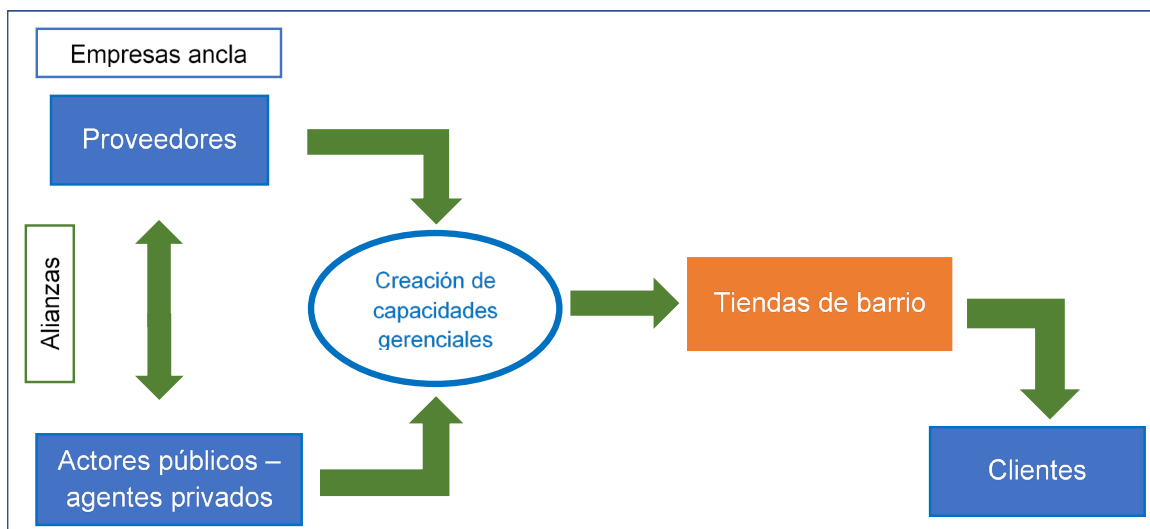 Empresas ancla
Proveedores
Alianzas
Creación de
capacidades
gerenciales
Tiendas de barrio
Actores públicos –
agentes privados
Clientes